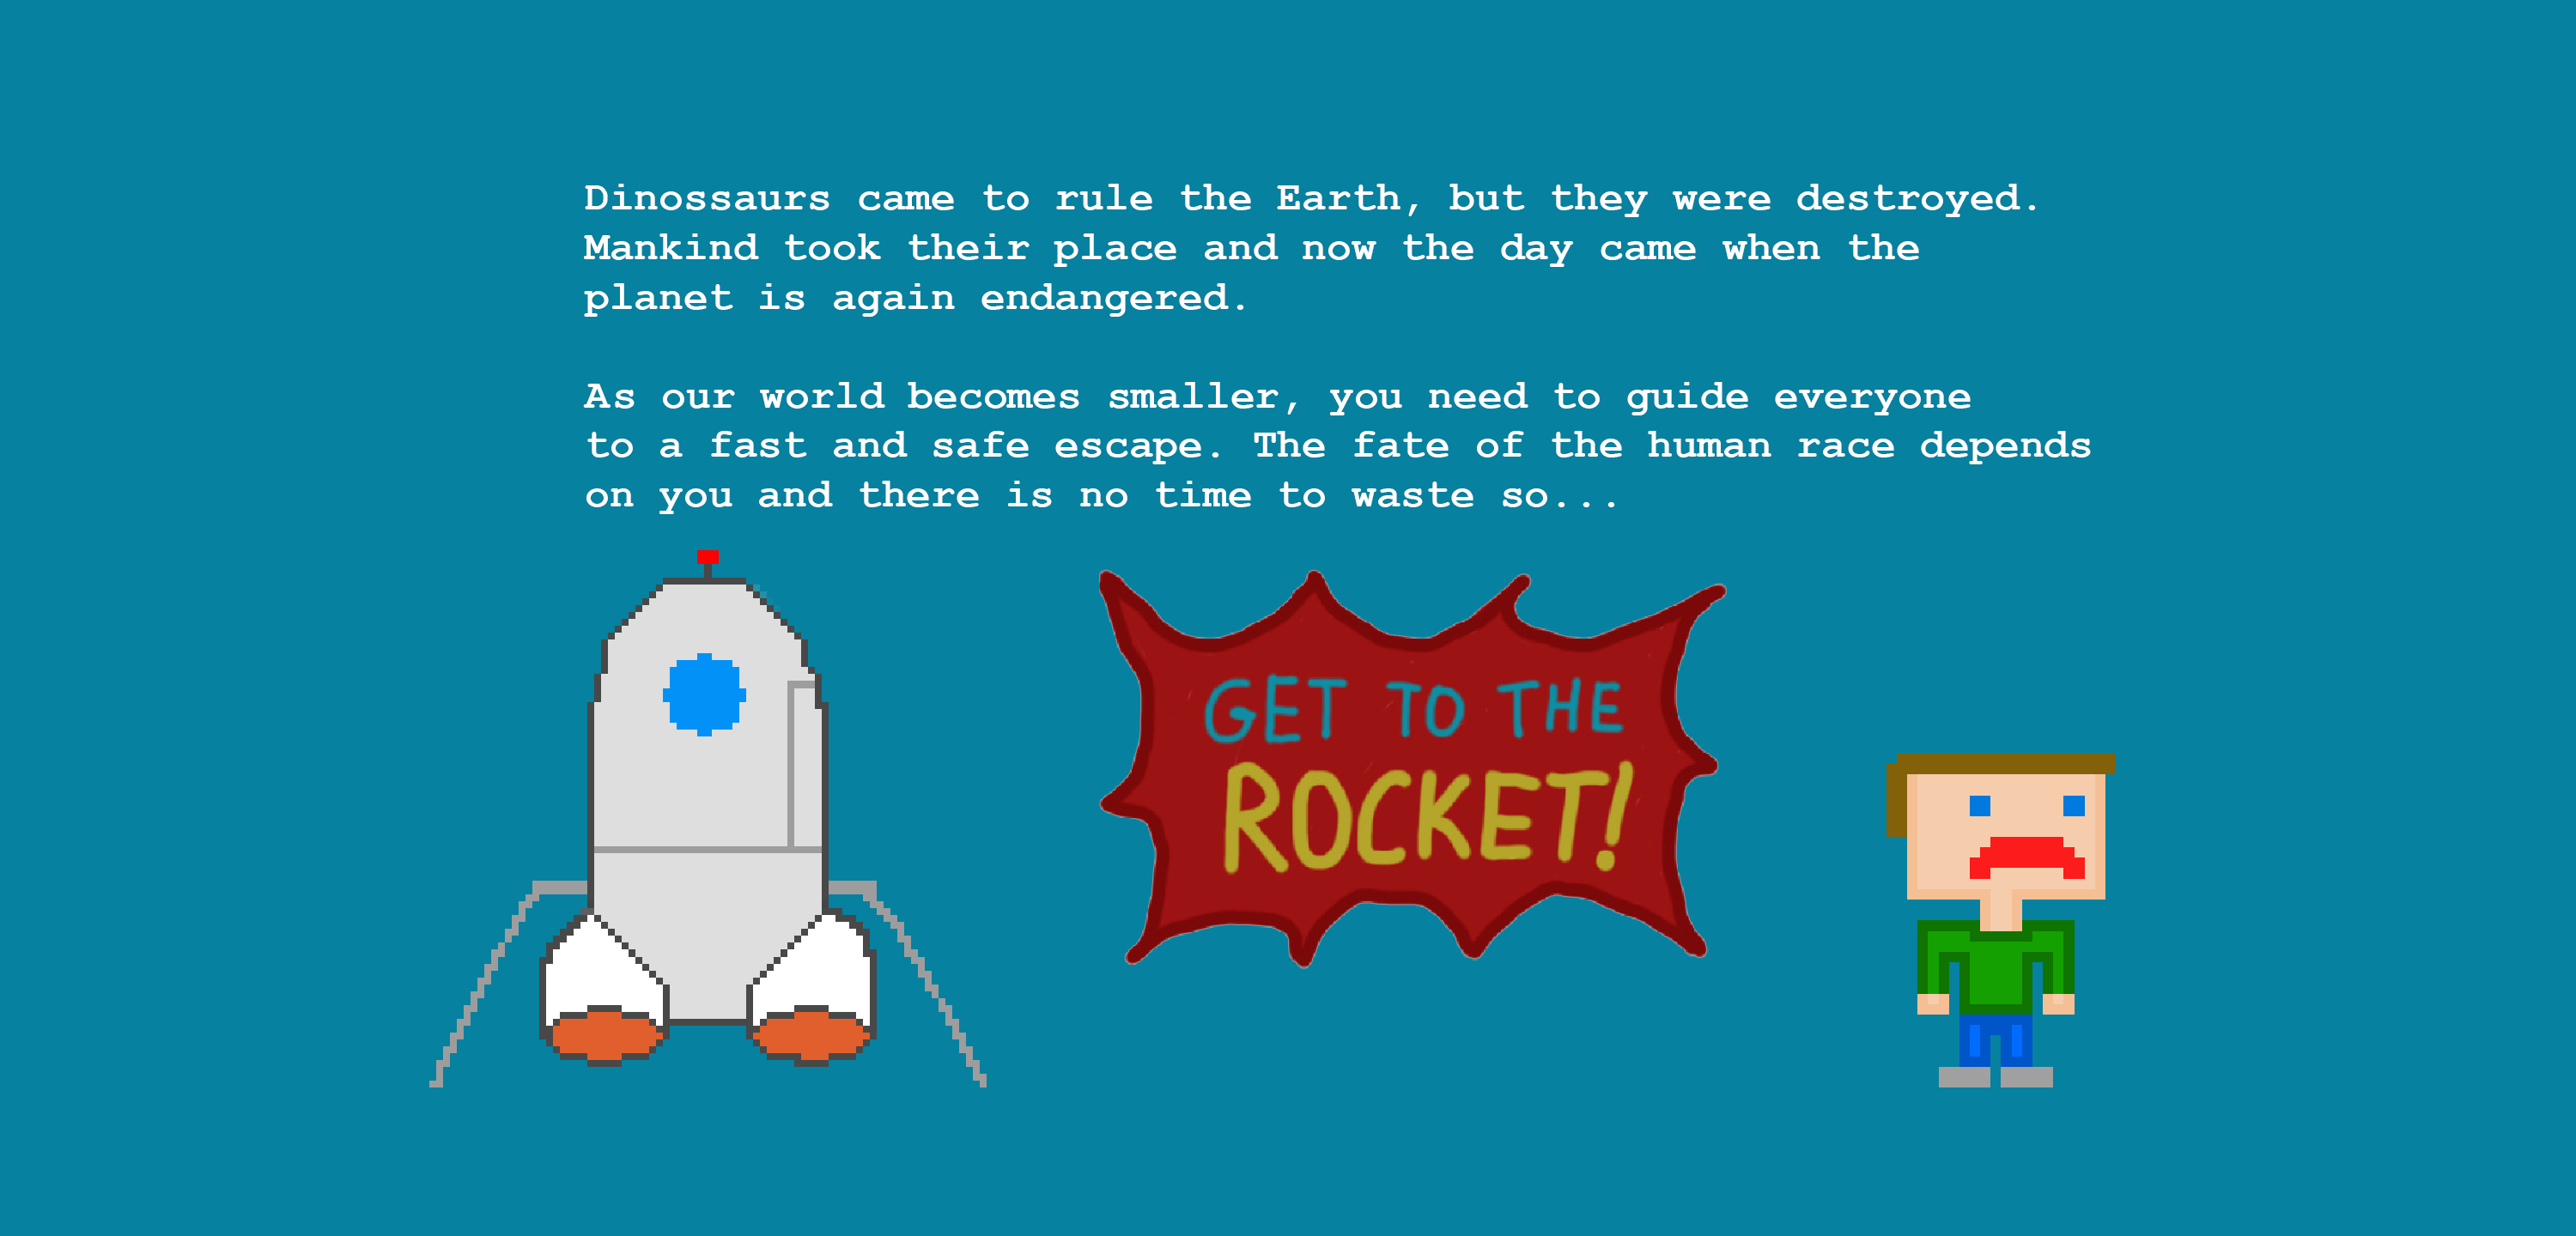 Dinossaurs came to rule the Earth, but they were destroyed.
Mankind took their place and now the day came when the
planet is again endangered.
As our world becomes smaller, you need to guide everyone
to a fast and safe escape. The fate of the human race depends
on you and there is no time to waste so...
GET TO THE
ROCKET!